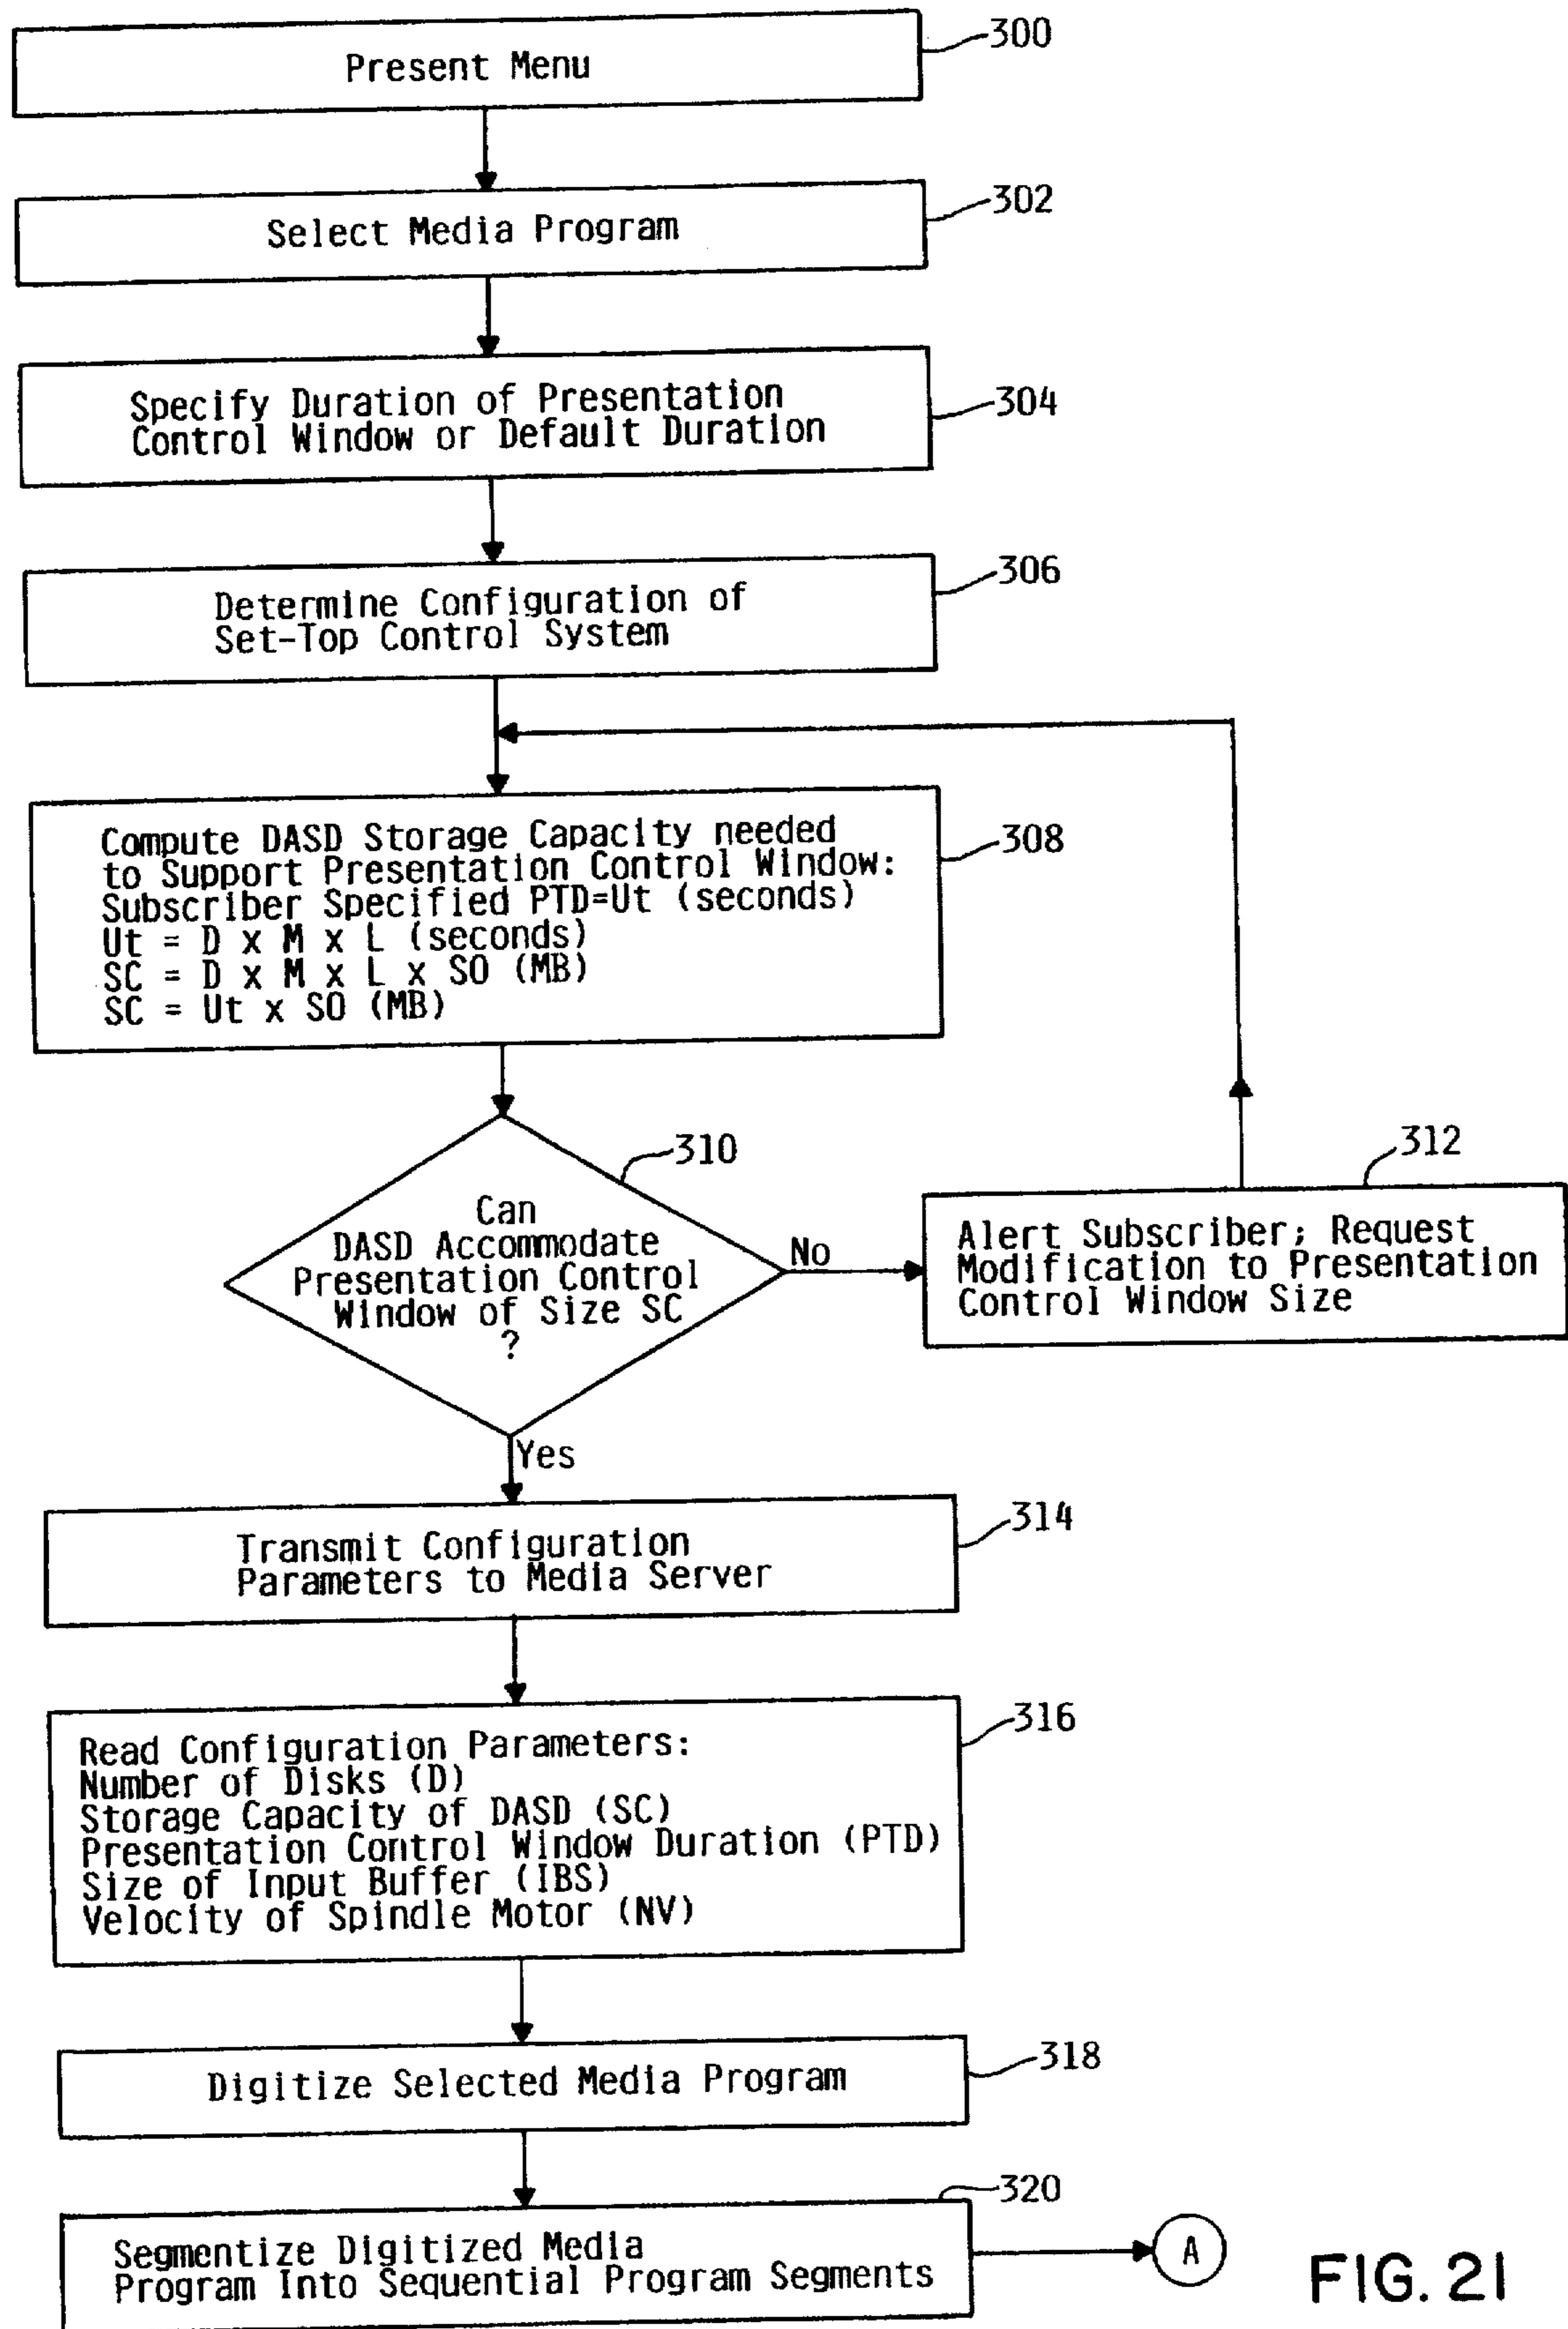 Present Menu
300
Select Media Program
302
Specify Duration of Presentation
Control Window or Default Duration
304
Determine Configuration of
Set-Top Control System
306
Compute DASD Storage Capacity needed
to Support Presentation Control Window:
Subscriber Specified PTD=Ut (seconds)
Ut = D x M x L (seconds)
SC = D x M x L x SO (MB)
SC = Ut x SO (MB)
308
310
Can
DASD Accommodate
Presentation Control
Window of Size SC
?
No
312
Alert Subscriber; Request
Modification to Presentation
Control Window Size
Yes
Transmit Configuration
Parameters to Media Server
314
Read Configuration Parameters:
Number of Disks (D)
Storage Capacity of DASD (SC)
Presentation Control Window Duration (PTD)
Size of Input Buffer (IBS)
Velocity of Spindle Motor (NV)
316
Digitize Selected Media Program
318
320
Segmentize Digitized Media
Program Into Sequential Program Segments
A
FIG. 21